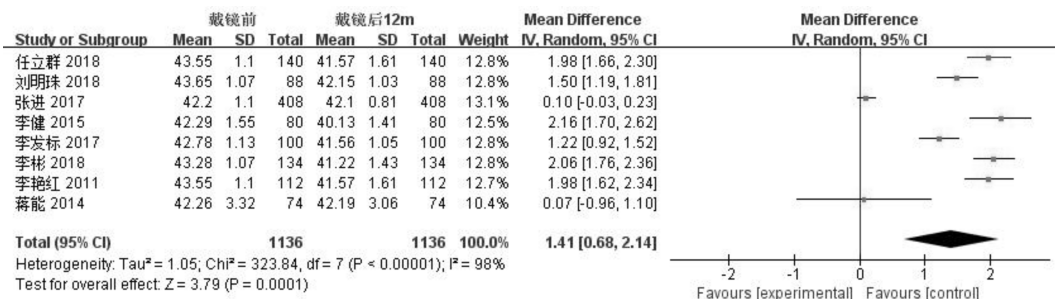 戴镜前 戴镜后12m Mean Difference Mean Difference
Study or Subgroup Mean SD Total Mean SD Total Weight IV, Random, 95% CI IV, Random, 95% CI
任立群 2018 43.55 1.1 140 41.57 1.61 140 12.8% 1.98 [1.66, 2.30]
刘明珠 2018 43.65 1.07 88 42.15 1.03 88 12.8% 1.50 [1.19, 1.81]
张进 2017 42.2 1.1 408 42.1 0.81 408 13.1% 0.10 [-0.03, 0.23]
李健 2015 42.29 1.55 80 40.13 1.41 80 12.5% 2.16 [1.70, 2.62]
李发标 2017 42.78 1.13 100 41.56 1.05 100 12.8% 1.22 [0.92, 1.52]
李彬 2018 43.28 1.07 134 41.22 1.43 134 12.8% 2.06 [1.76, 2.36]
李艳红 2011 43.55 1.1 112 41.57 1.61 112 12.7% 1.98 [1.62, 2.34]
蒋能 2014 42.26 3.32 74 42.19 3.06 74 10.4% 0.07 [-0.96, 1.10]
Total (95% CI) 1136 1136 100.0% 1.41 [0.68, 2.14]
Heterogeneity: Tau² = 1.05; Chi² = 323.84, df = 7 (P < 0.00001); I² = 98%
Test for overall effect: Z = 3.79 (P = 0.0001)
-2 -1 0 1 2
Favours [experimental] Favours [control]